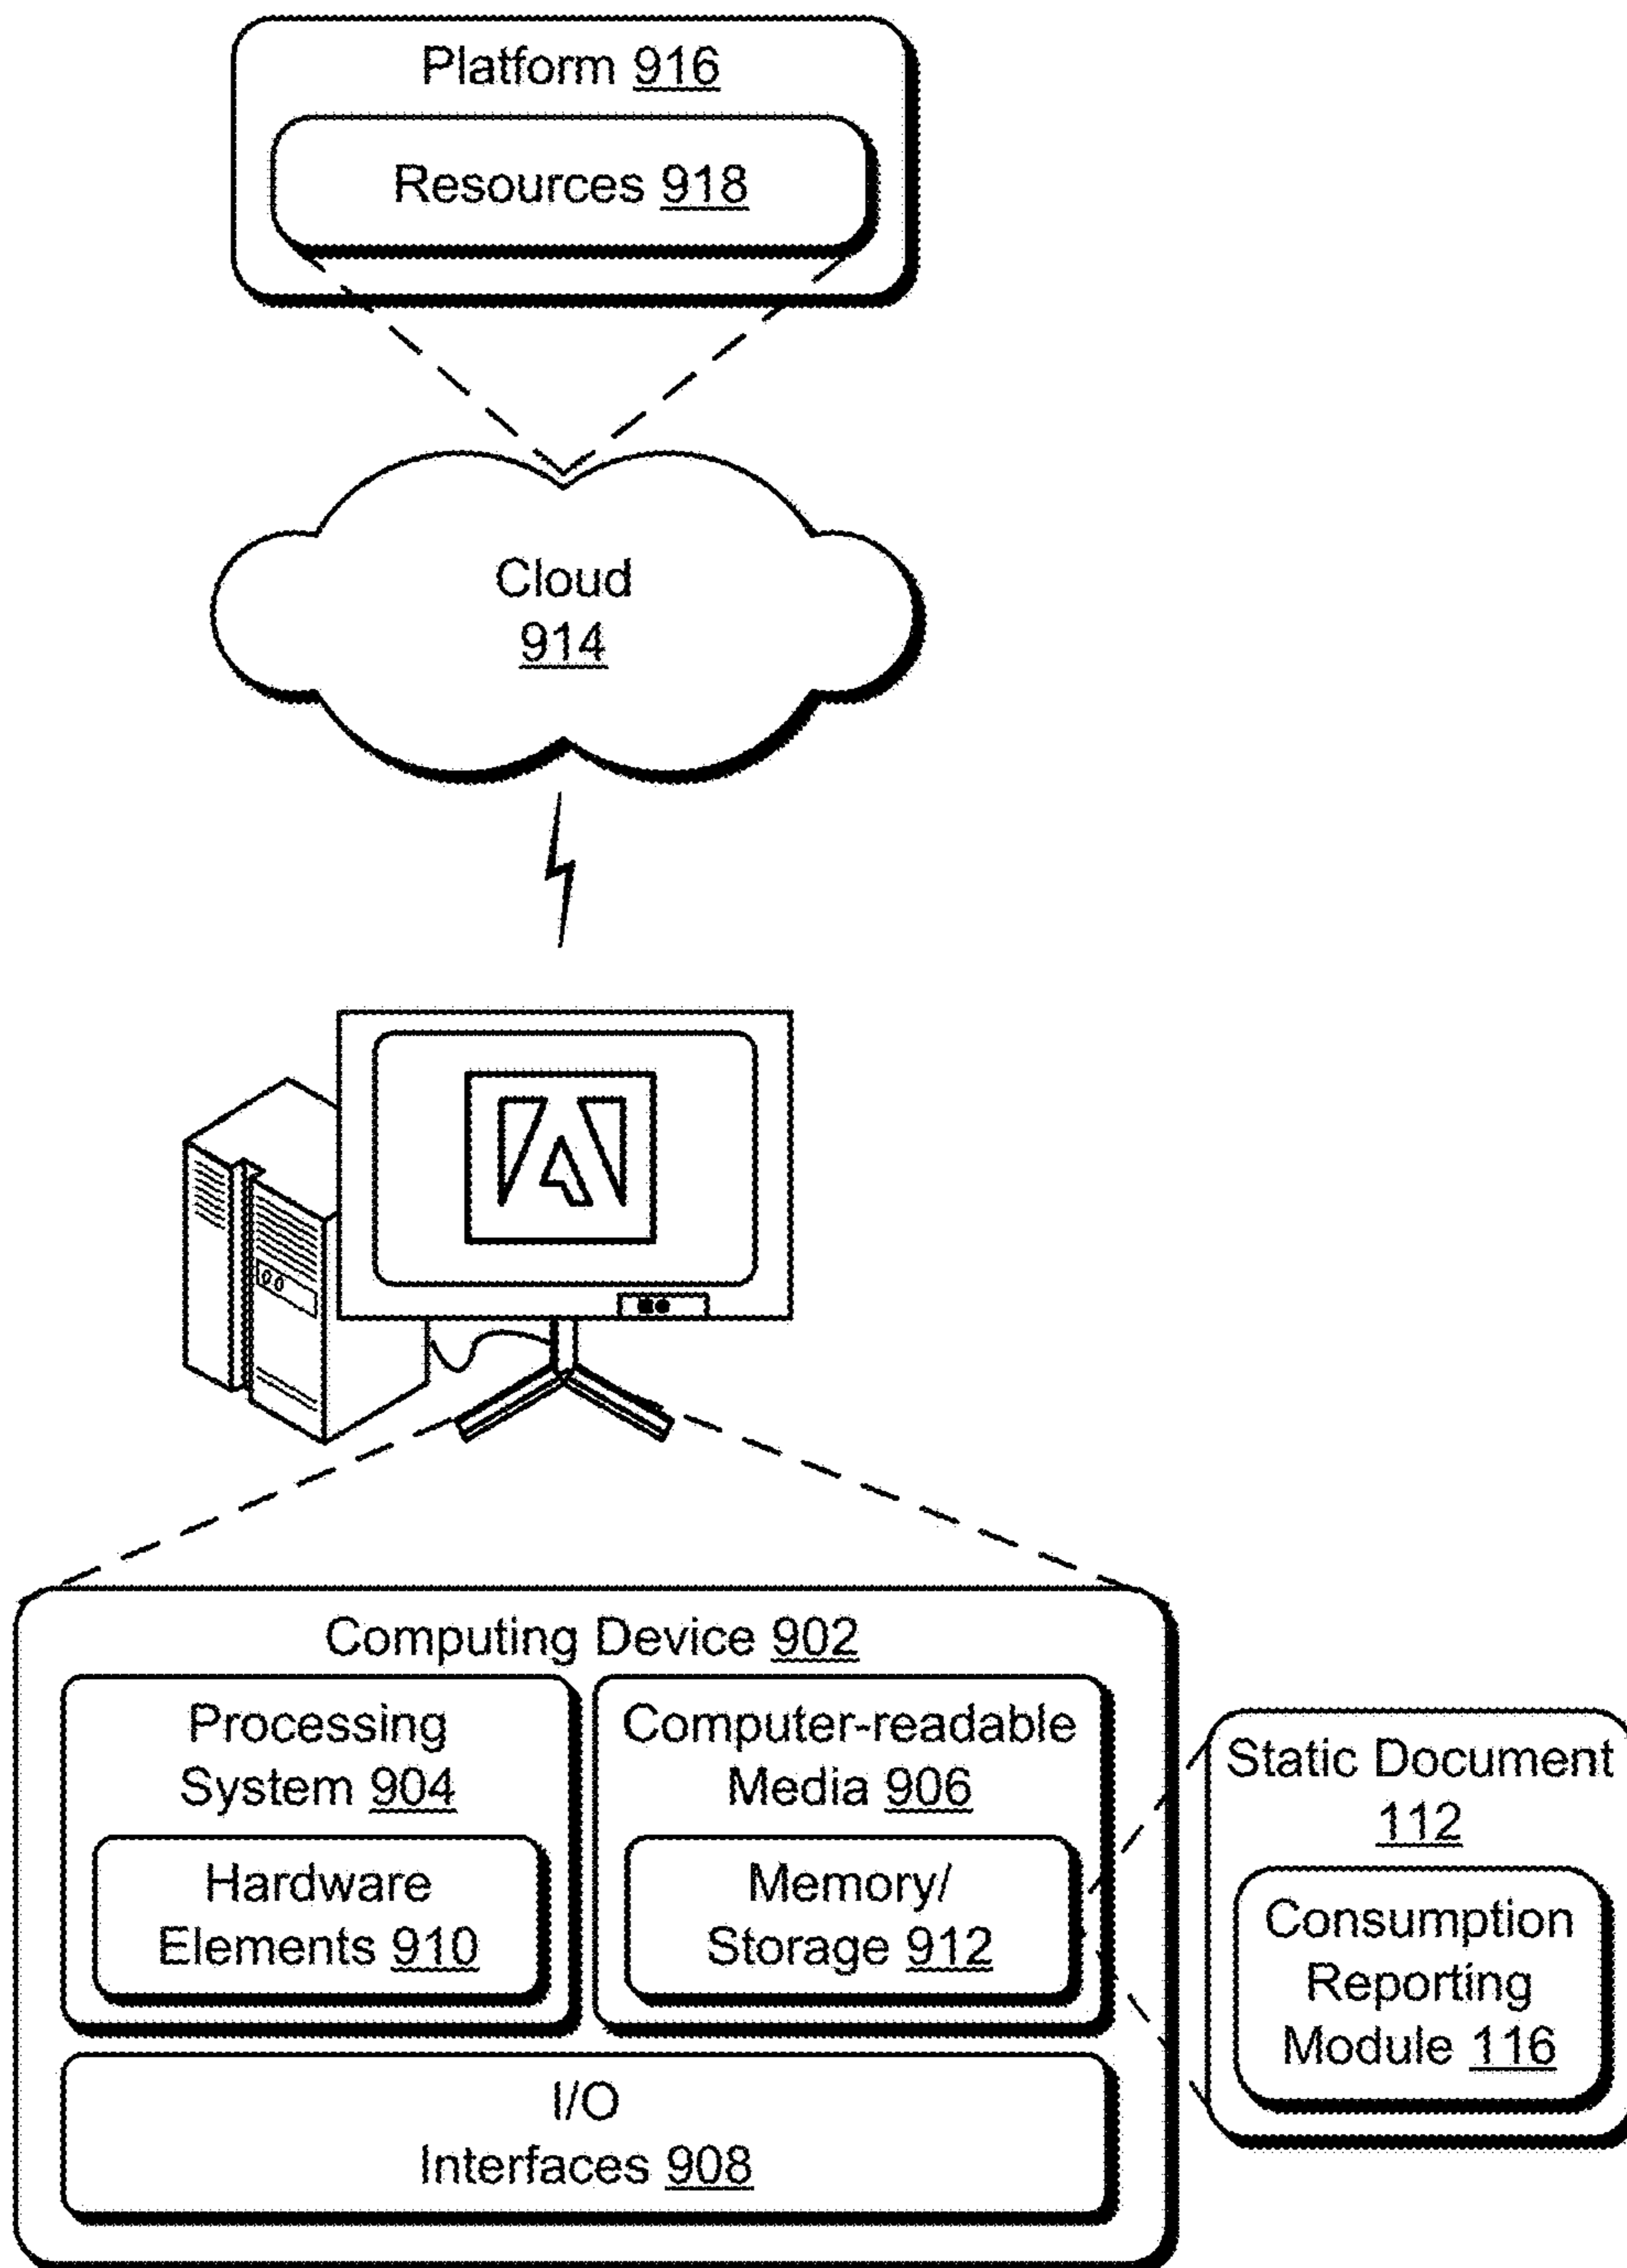 Platform 916
Resources 918
Cloud
914
Computing Device 902
Processing
System 904
Hardware
Elements 910
Computer-readable
Media 906
Memory/
Storage 912
I/O
Interfaces 908
Static Document
112
Consumption
Reporting
Module 116